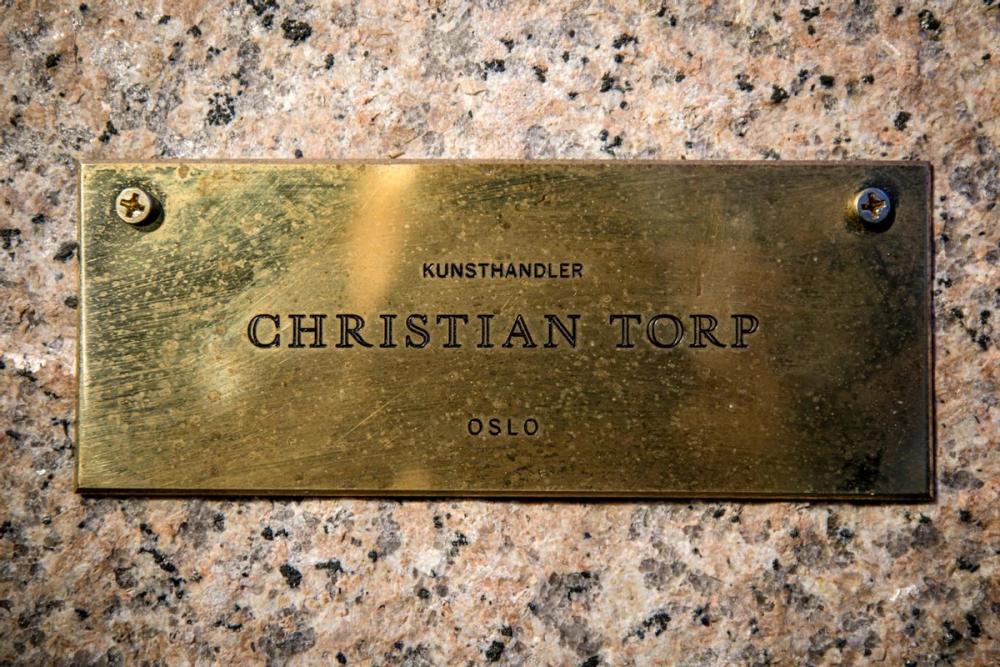 KUNSTHANDLER
CHRISTIAN TORP
OSLO